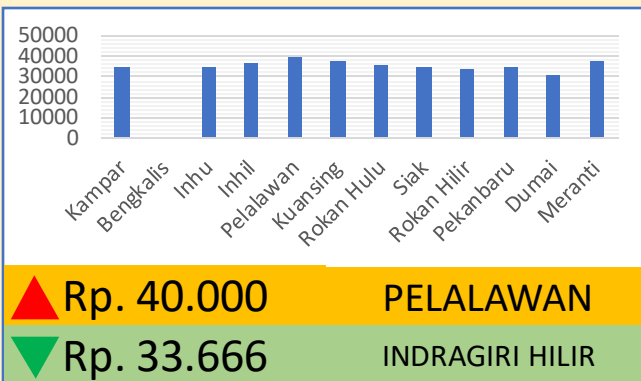 50000
40000
30000
20000
10000
0
Kampar
Bengkalis
Inhu
Inhil
Pelalawan
Kuansing
Rokan Hulu
Siak
Rokan Hilir
Pekanbaru
Dumai
Meranti
Rp. 40.000 PELALAWAN
Rp. 33.666 INDRAGIRI HILIR